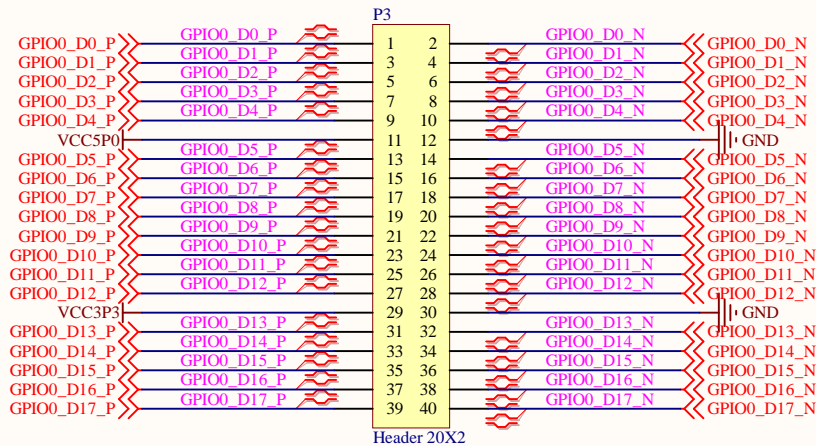 P3
GPIO0_D0_P GPIO0_D0_P 1 2 GPIO0_D0_N GPIO0_D0_N
GPIO0_D1_P GPIO0_D1_P 3 4 GPIO0_D1_N GPIO0_D1_N
GPIO0_D2_P GPIO0_D2_P 5 6 GPIO0_D2_N GPIO0_D2_N
GPIO0_D3_P GPIO0_D3_P 7 8 GPIO0_D3_N GPIO0_D3_N
GPIO0_D4_P GPIO0_D4_P 9 10 GPIO0_D4_N GPIO0_D4_N
VCC5P0 11 12 GND
GPIO0_D5_P GPIO0_D5_P 13 14 GPIO0_D5_N GPIO0_D5_N
GPIO0_D6_P GPIO0_D6_P 15 16 GPIO0_D6_N GPIO0_D6_N
GPIO0_D7_P GPIO0_D7_P 17 18 GPIO0_D7_N GPIO0_D7_N
GPIO0_D8_P GPIO0_D8_P 19 20 GPIO0_D8_N GPIO0_D8_N
GPIO0_D9_P GPIO0_D9_P 21 22 GPIO0_D9_N GPIO0_D9_N
GPIO0_D10_P GPIO0_D10_P 23 24 GPIO0_D10_N GPIO0_D10_N
GPIO0_D11_P GPIO0_D11_P 25 26 GPIO0_D11_N GPIO0_D11_N
GPIO0_D12_P GPIO0_D12_P 27 28 GPIO0_D12_N GPIO0_D12_N
VCC3P3 29 30 GND
GPIO0_D13_P GPIO0_D13_P 31 32 GPIO0_D13_N GPIO0_D13_N
GPIO0_D14_P GPIO0_D14_P 33 34 GPIO0_D14_N GPIO0_D14_N
GPIO0_D15_P GPIO0_D15_P 35 36 GPIO0_D15_N GPIO0_D15_N
GPIO0_D16_P GPIO0_D16_P 37 38 GPIO0_D16_N GPIO0_D16_N
GPIO0_D17_P GPIO0_D17_P 39 40 GPIO0_D17_N GPIO0_D17_N
Header 20X2